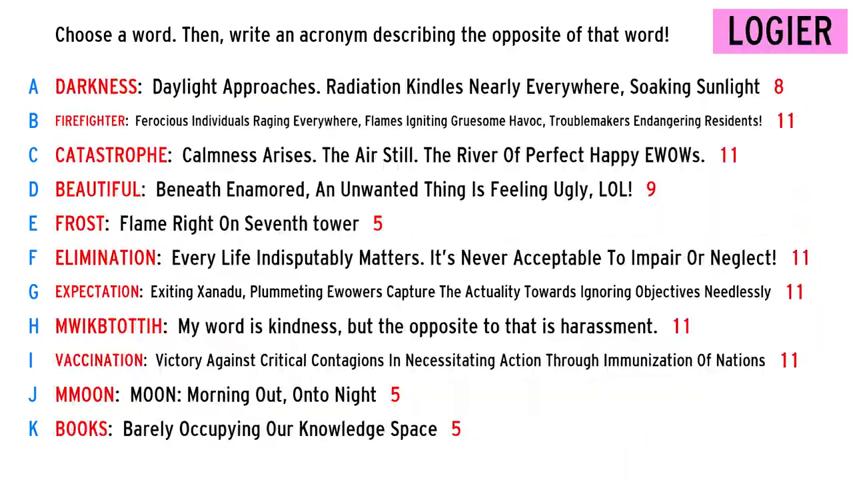 Choose a word. Then, write an acronym describing the opposite of that word!
LOGIER
A DARKNESS: Daylight Approaches. Radiation Kindles Nearly Everywhere, Soaking Sunlight 8
B FIREFIGHTER: Ferocious Individuals Raging Everywhere, Flames Igniting Gruesome Havoc, Troublemakers Endangering Residents! 11
C CATASTROPHE: Calmness Arises. The Air Still. The River Of Perfect Happy EWOWs. 11
D BEAUTIFUL: Beneath Enamored, An Unwanted Thing Is Feeling Ugly, LOL! 9
E FROST: Flame Right On Seventh tower 5
F ELIMINATION: Every Life Indisputably Matters. It's Never Acceptable To Impair Or Neglect! 11
G EXPECTATION: Exiting Xanadu, Plummeting Ewowers Capture The Actuality Towards Ignoring Objectives Needlessly 11
H MWIKBTOTTIH: My word is kindness, but the opposite to that is harassment. 11
I VACCINATION: Victory Against Critical Contagions In Necessitating Action Through Immunization Of Nations 11
J MMOON: MOON: Morning Out, Onto Night 5
K BOOKS: Barely Occupying Our Knowledge Space 5